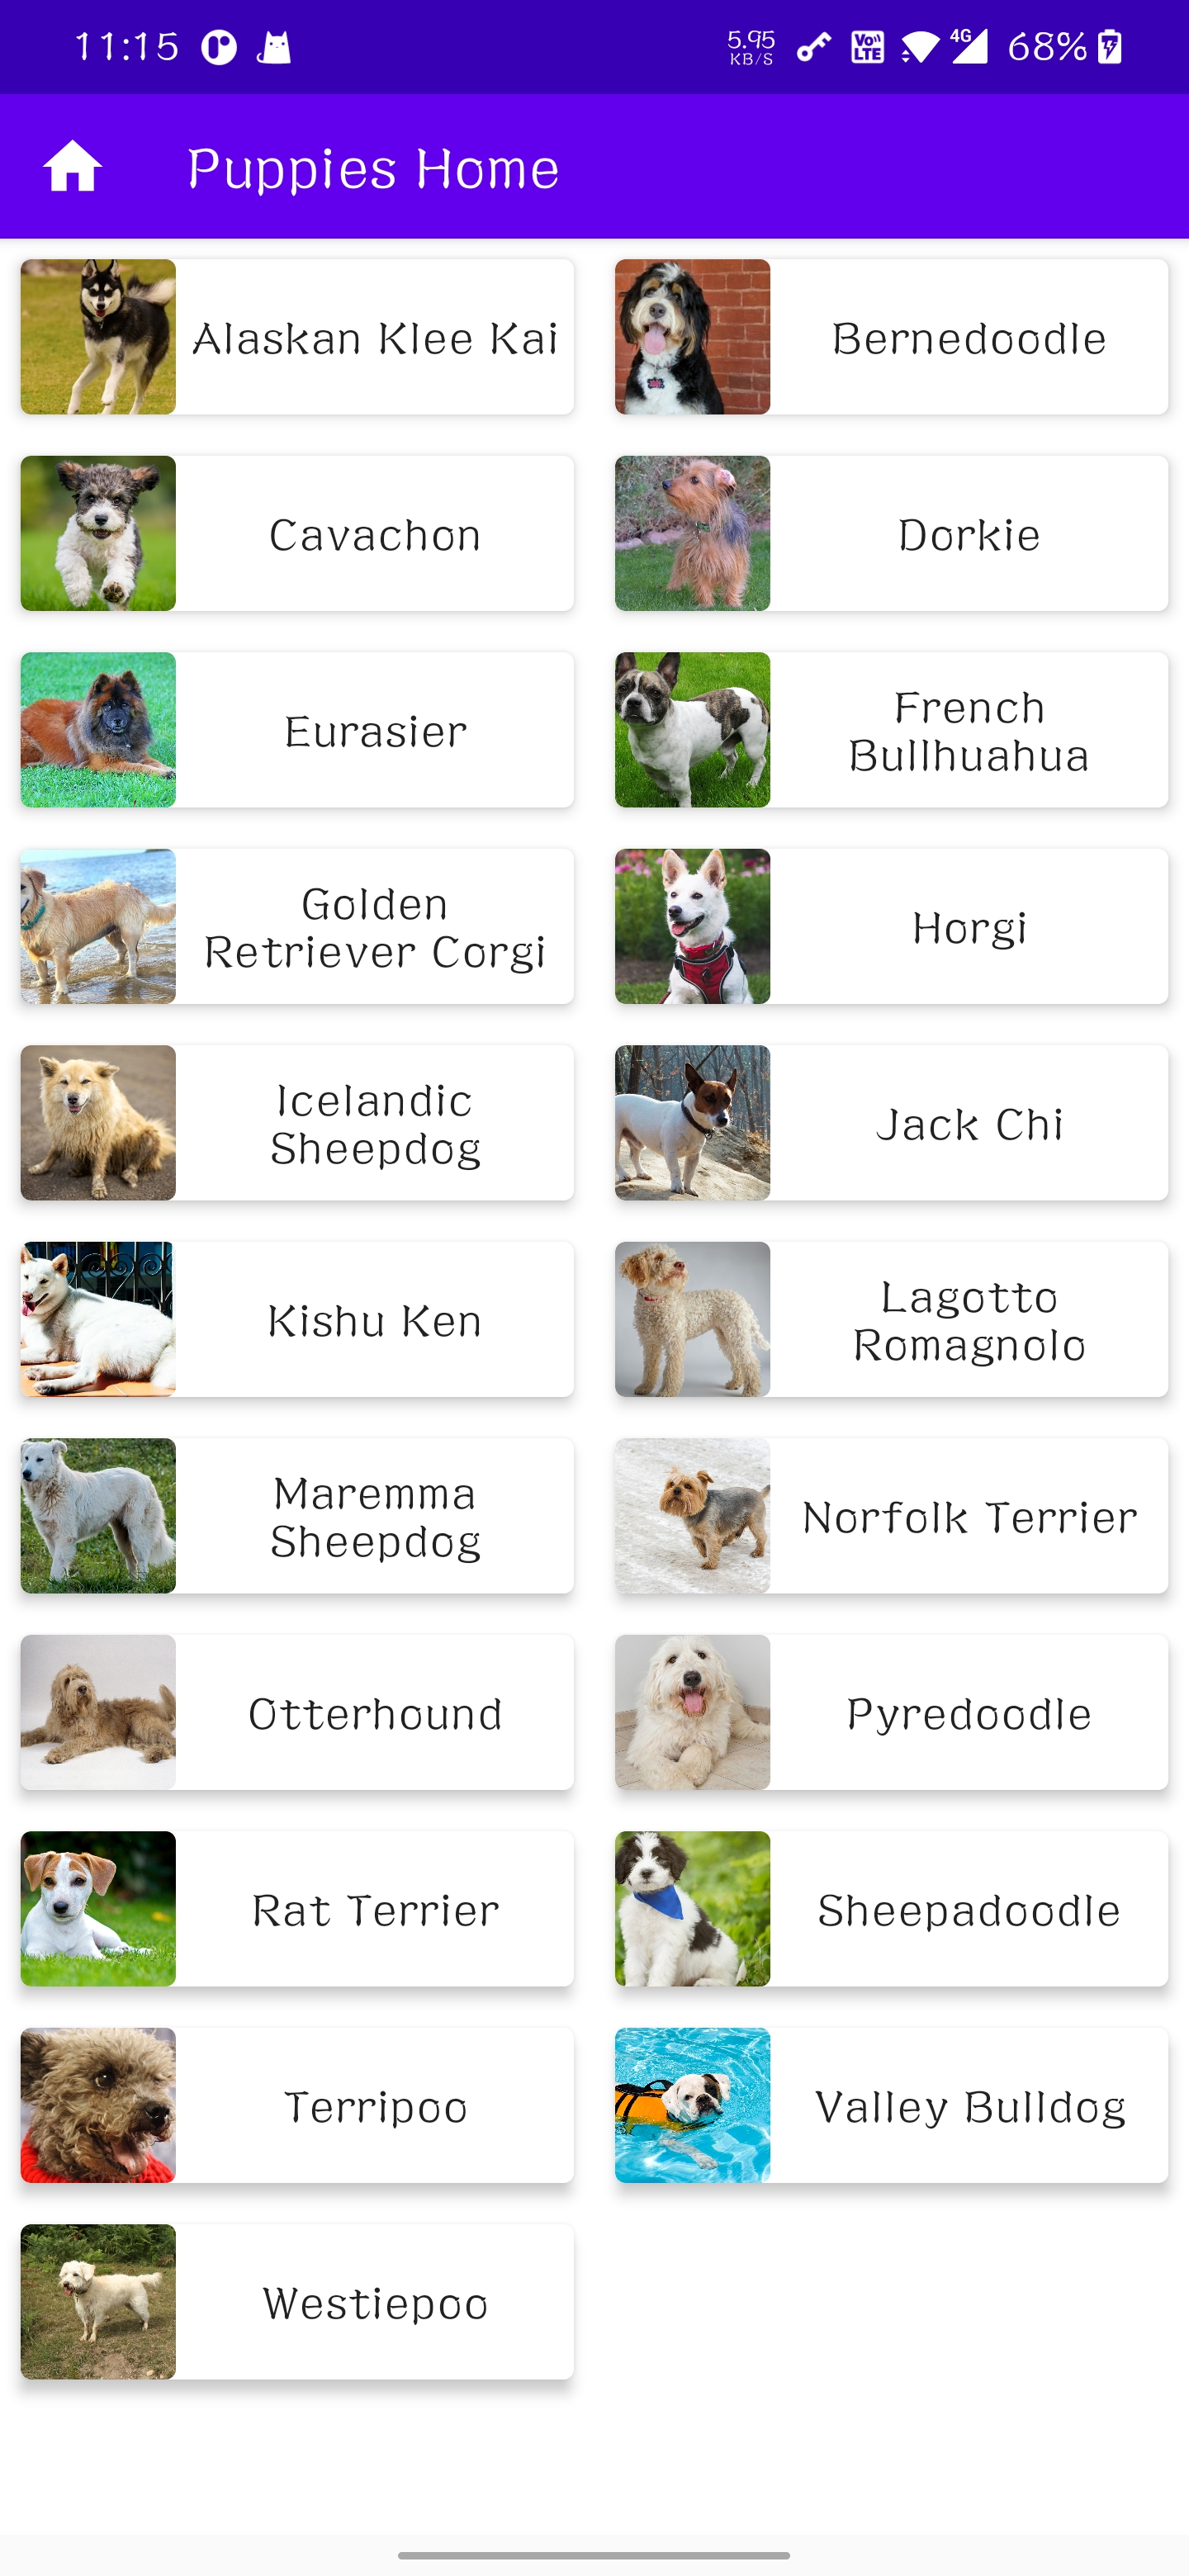 11:15
5.95
KB/S
Vo))
LTE
4G
68%
Puppies Home
Alaskan Klee Kai
Bernedoodle
Cavachon
Dorkie
Eurasier
French
Bullhuahua
Golden
Retriever Corgi
Horgi
Icelandic
Sheepdog
Jack Chi
Kishu Ken
Lagotto
Romagnolo
Maremma
Sheepdog
Norfolk Terrier
Otterhound
Pyredoodle
Rat Terrier
Sheepadoodle
Terripoo
Valley Bulldog
Westiepoo